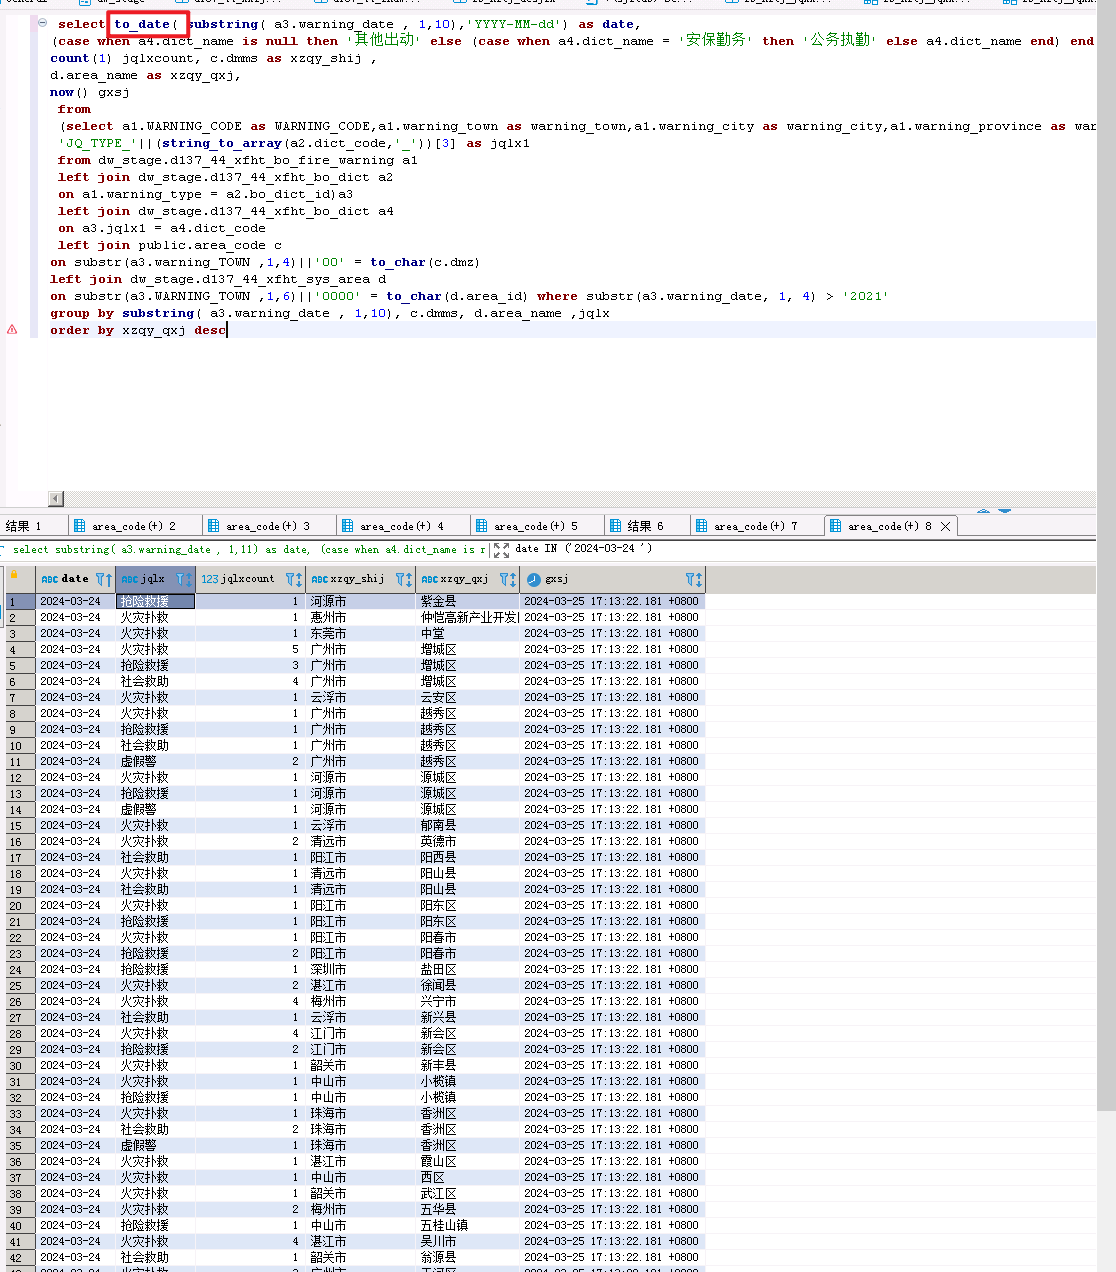 select to_date( substring( a3.warning_date , 1,10),'YYYY-MM-dd') as date,
(case when a4.dict_name is null then '其他出动' else (case when a4.dict_name = '安保勤务' then '公务执勤' else a4.dict_name end) end
count(1) jqlxcount, c.dmms as xzqy_shij ,
d.area_name as xzqy_qxj,
now() gxsj
from
(select a1.WARNING_CODE as WARNING_CODE,a1.warning_town as warning_town,a1.warning_city as warning_city,a1.warning_province as war
'JQ_TYPE_'||(string_to_array(a2.dict_code,'_'))[3] as jqlx1
from dw_stage.d137_44_xfht_bo_fire_warning a1
left join dw_stage.d137_44_xfht_bo_dict a2
on a1.warning_type = a2.bo_dict_id)a3
left join dw_stage.d137_44_xfht_bo_dict a4
on a3.jqlx1 = a4.dict_code
left join public.area_code c
on substr(a3.warning_TOWN ,1,4)||'00' = to_char(c.dmz)
left join dw_stage.d137_44_xfht_sys_area d
on substr(a3.WARNING_TOWN ,1,6)||'0000' = to_char(d.area_id) where substr(a3.warning_date, 1, 4) > '2021'
group by substring( a3.warning_date , 1,10), c.dmms, d.area_name ,jqlx
order by xzqy_qxj desc
结果 1 area_code(+) 2 area_code(+) 3 area_code(+) 4 area_code(+) 5 结果 6 area_code(+) 7 area_code(+) 8
select substring( a3.warning_date , 1,11) as date, (case when a4.dict_name is r date IN ('2024-03-24 ')
ABC date ABC jqlx 123 jqlxcount ABC xzqy_shij ABC xzqy_qxj gxsj
1 2024-03-24 抢险救援 1 河源市 紫金县 2024-03-25 17:13:22.181 +0800
2 2024-03-24 火灾扑救 1 惠州市 仲恺高新产业开发 2024-03-25 17:13:22.181 +0800
3 2024-03-24 火灾扑救 1 东莞市 中堂 2024-03-25 17:13:22.181 +0800
4 2024-03-24 火灾扑救 5 广州市 增城区 2024-03-25 17:13:22.181 +0800
5 2024-03-24 抢险救援 3 广州市 增城区 2024-03-25 17:13:22.181 +0800
6 2024-03-24 社会救助 4 广州市 增城区 2024-03-25 17:13:22.181 +0800
7 2024-03-24 火灾扑救 1 云浮市 云安区 2024-03-25 17:13:22.181 +0800
8 2024-03-24 火灾扑救 1 广州市 越秀区 2024-03-25 17:13:22.181 +0800
9 2024-03-24 抢险救援 1 广州市 越秀区 2024-03-25 17:13:22.181 +0800
10 2024-03-24 社会救助 1 广州市 越秀区 2024-03-25 17:13:22.181 +0800
11 2024-03-24 虚假警 2 广州市 越秀区 2024-03-25 17:13:22.181 +0800
12 2024-03-24 火灾扑救 1 河源市 源城区 2024-03-25 17:13:22.181 +0800
13 2024-03-24 抢险救援 1 河源市 源城区 2024-03-25 17:13:22.181 +0800
14 2024-03-24 虚假警 1 河源市 源城区 2024-03-25 17:13:22.181 +0800
15 2024-03-24 火灾扑救 1 云浮市 郁南县 2024-03-25 17:13:22.181 +0800
16 2024-03-24 火灾扑救 2 清远市 英德市 2024-03-25 17:13:22.181 +0800
17 2024-03-24 社会救助 1 阳江市 阳西县 2024-03-25 17:13:22.181 +0800
18 2024-03-24 火灾扑救 1 清远市 阳山县 2024-03-25 17:13:22.181 +0800
19 2024-03-24 社会救助 1 清远市 阳山县 2024-03-25 17:13:22.181 +0800
20 2024-03-24 火灾扑救 1 阳江市 阳东区 2024-03-25 17:13:22.181 +0800
21 2024-03-24 抢险救援 1 阳江市 阳东区 2024-03-25 17:13:22.181 +0800
22 2024-03-24 火灾扑救 1 阳江市 阳春市 2024-03-25 17:13:22.181 +0800
23 2024-03-24 抢险救援 2 阳江市 阳春市 2024-03-25 17:13:22.181 +0800
24 2024-03-24 抢险救援 1 深圳市 盐田区 2024-03-25 17:13:22.181 +0800
25 2024-03-24 火灾扑救 2 湛江市 徐闻县 2024-03-25 17:13:22.181 +0800
26 2024-03-24 火灾扑救 4 梅州市 兴宁市 2024-03-25 17:13:22.181 +0800
27 2024-03-24 社会救助 1 云浮市 新兴县 2024-03-25 17:13:22.181 +0800
28 2024-03-24 火灾扑救 4 江门市 新会区 2024-03-25 17:13:22.181 +0800
29 2024-03-24 抢险救援 2 江门市 新会区 2024-03-25 17:13:22.181 +0800
30 2024-03-24 火灾扑救 1 韶关市 新丰县 2024-03-25 17:13:22.181 +0800
31 2024-03-24 火灾扑救 1 中山市 小榄镇 2024-03-25 17:13:22.181 +0800
32 2024-03-24 抢险救援 1 中山市 小榄镇 2024-03-25 17:13:22.181 +0800
33 2024-03-24 火灾扑救 1 珠海市 香洲区 2024-03-25 17:13:22.181 +0800
34 2024-03-24 社会救助 2 珠海市 香洲区 2024-03-25 17:13:22.181 +0800
35 2024-03-24 虚假警 1 珠海市 香洲区 2024-03-25 17:13:22.181 +0800
36 2024-03-24 火灾扑救 1 湛江市 霞山区 2024-03-25 17:13:22.181 +0800
37 2024-03-24 火灾扑救 1 中山市 西区 2024-03-25 17:13:22.181 +0800
38 2024-03-24 火灾扑救 1 韶关市 武江区 2024-03-25 17:13:22.181 +0800
39 2024-03-24 火灾扑救 2 梅州市 五华县 2024-03-25 17:13:22.181 +0800
40 2024-03-24 抢险救援 1 中山市 五桂山镇 2024-03-25 17:13:22.181 +0800
41 2024-03-24 火灾扑救 4 湛江市 吴川市 2024-03-25 17:13:22.181 +0800
42 2024-03-24 社会救助 1 韶关市 翁源县 2024-03-25 17:13:22.181 +0800